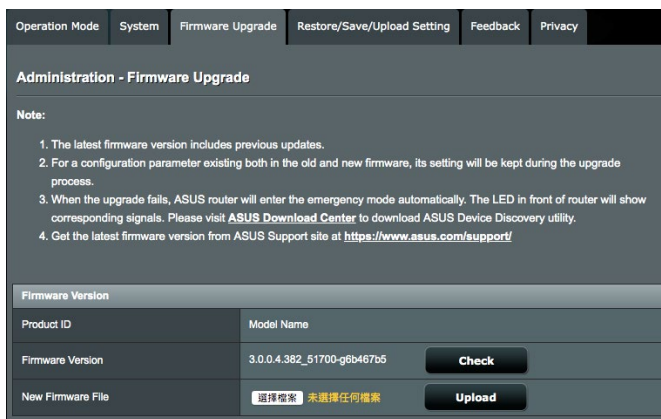 Operation Mode System Firmware Upgrade Restore/Save/Upload Setting Feedback Privacy
Administration - Firmware Upgrade
Note:
1. The latest firmware version includes previous updates.
2. For a configuration parameter existing both in the old and new firmware, its setting will be kept during the upgrade
process.
3. When the upgrade fails, ASUS router will enter the emergency mode automatically. The LED in front of router will show
corresponding signals. Please visit ASUS Download Center to download ASUS Device Discovery utility.
4. Get the latest firmware version from ASUS Support site at https://www.asus.com/support/
Firmware Version
Product ID Model Name
Firmware Version 3.0.0.4.382_51700-g6b467b5 Check
New Firmware File 選擇檔案 未選擇任何檔案 Upload